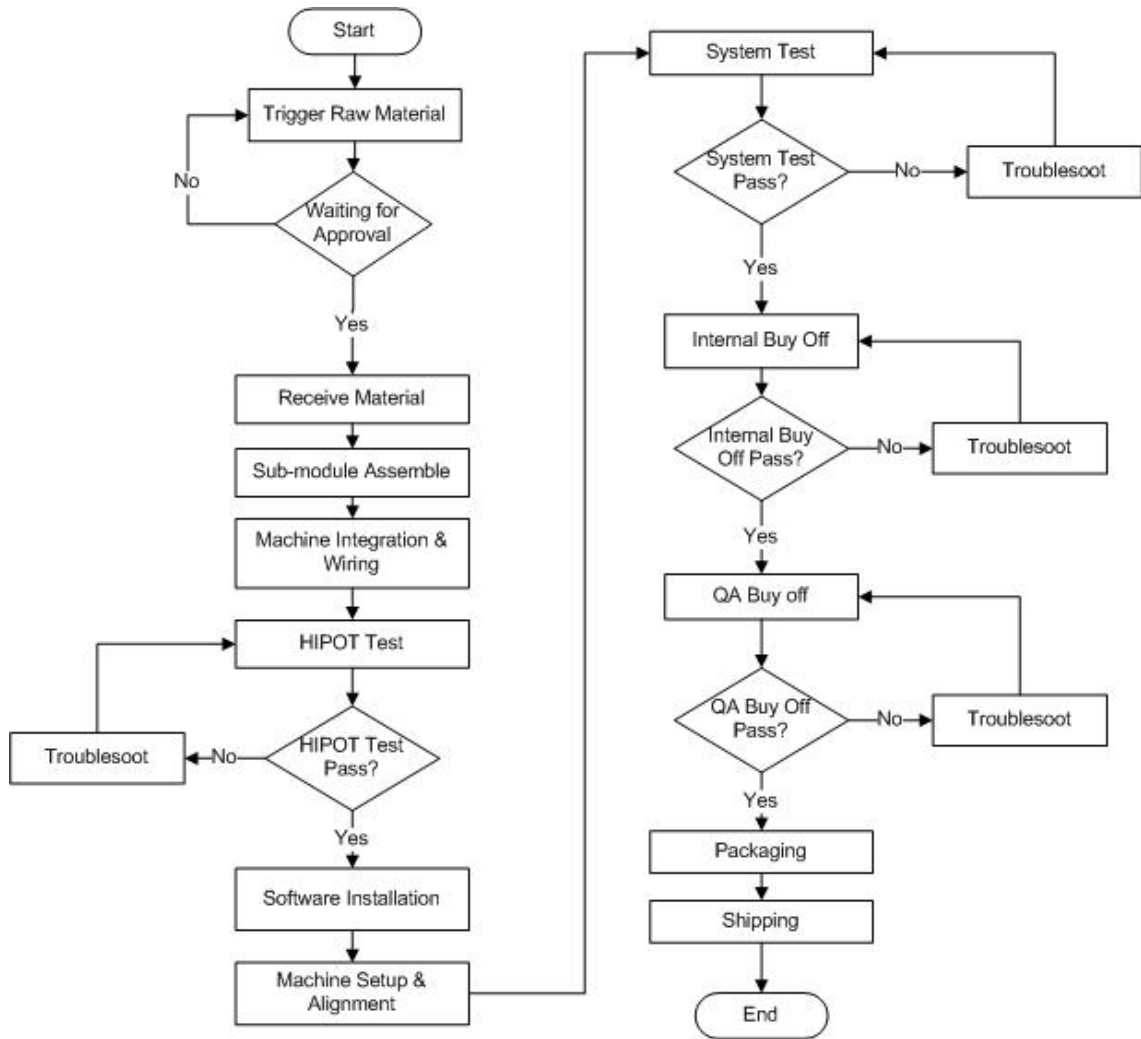 Start
Trigger Raw Material
No
Waiting for
Approval
Yes
Receive Material
Sub-module Assemble
Machine Integration &
Wiring
HIPOT Test
Troublesoot
No
HIPOT Test
Pass?
Yes
Software Installation
Machine Setup &
Alignment
System Test
System Test
Pass?
No
Troublesoot
Yes
Internal Buy Off
Internal Buy
Off Pass?
No
Troublesoot
Yes
QA Buy off
QA Buy Off
Pass?
No
Troublesoot
Yes
Packaging
Shipping
End